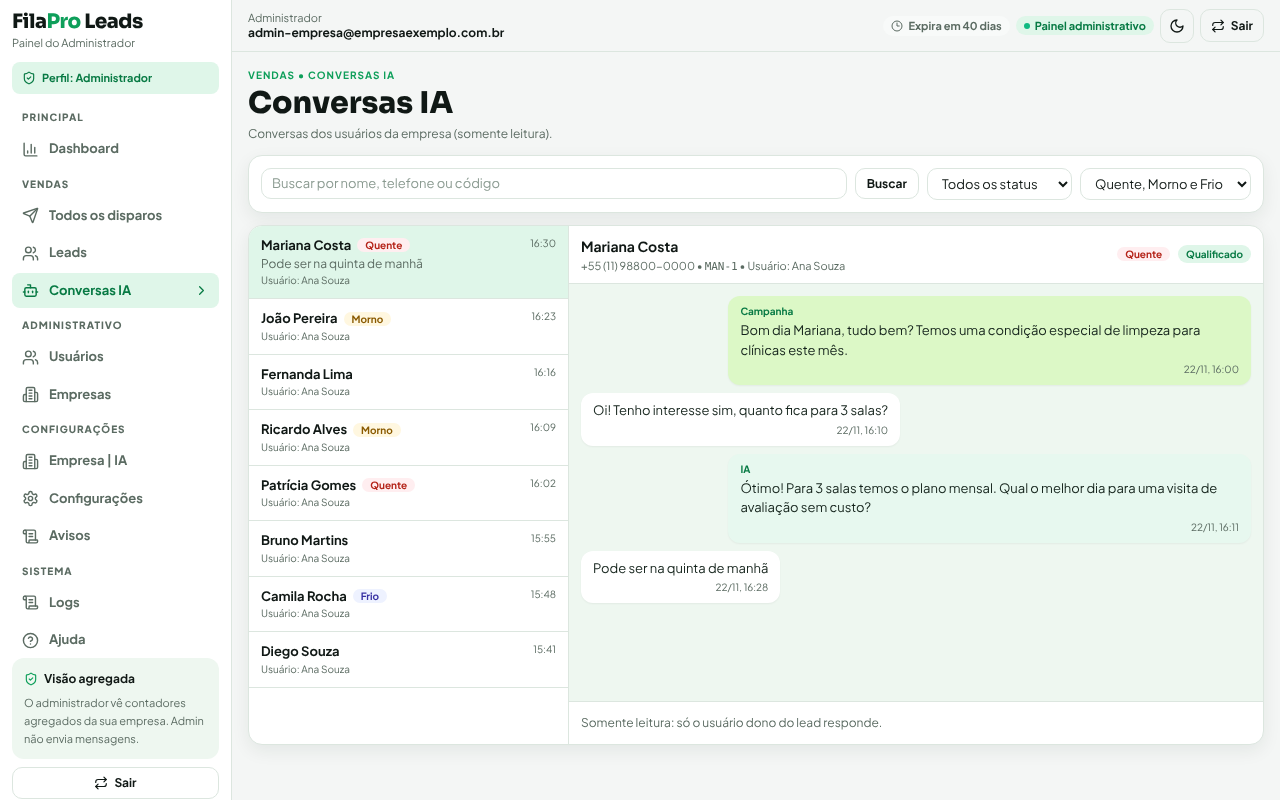 FilaPro Leads
Painel do Administrador
Perfil: Administrador
PRINCIPAL
Dashboard
VENDAS
Todos os disparos
Leads
Conversas IA
ADMINISTRATIVO
Usuários
Empresas
CONFIGURAÇÕES
Empresa | IA
Configurações
Avisos
SISTEMA
Logs
Ajuda
Visão agregada
O administrador vê contadores
agregados da sua empresa. Admin
não envia mensagens.
Sair
Administrador
admin-empresa@empresaexemplo.com.br
Expira em 40 dias
Painel administrativo
Sair
VENDAS • CONVERSAS IA
Conversas IA
Conversas dos usuários da empresa (somente leitura).
Buscar por nome, telefone ou código
Buscar
Todos os status
Quente, Morno e Frio
Mariana Costa Quente 16:30
Pode ser na quinta de manhã
Usuário: Ana Souza
João Pereira Morno 16:23
Usuário: Ana Souza
Fernanda Lima 16:16
Usuário: Ana Souza
Ricardo Alves Morno 16:09
Usuário: Ana Souza
Patrícia Gomes Quente 16:02
Usuário: Ana Souza
Bruno Martins 15:55
Usuário: Ana Souza
Camila Rocha Frio 15:48
Usuário: Ana Souza
Diego Souza 15:41
Usuário: Ana Souza
Mariana Costa
+55 (11) 98800-0000 • MAN-1 • Usuário: Ana Souza
Quente Qualificado
Campanha
Bom dia Mariana, tudo bem? Temos uma condição especial de limpeza para
clínicas este mês.
22/11, 16:00
Oi! Tenho interesse sim, quanto fica para 3 salas?
22/11, 16:10
IA
Ótimo! Para 3 salas temos o plano mensal. Qual o melhor dia para uma visita de
avaliação sem custo?
22/11, 16:11
Pode ser na quinta de manhã
22/11, 16:28
Somente leitura: só o usuário dono do lead responde.